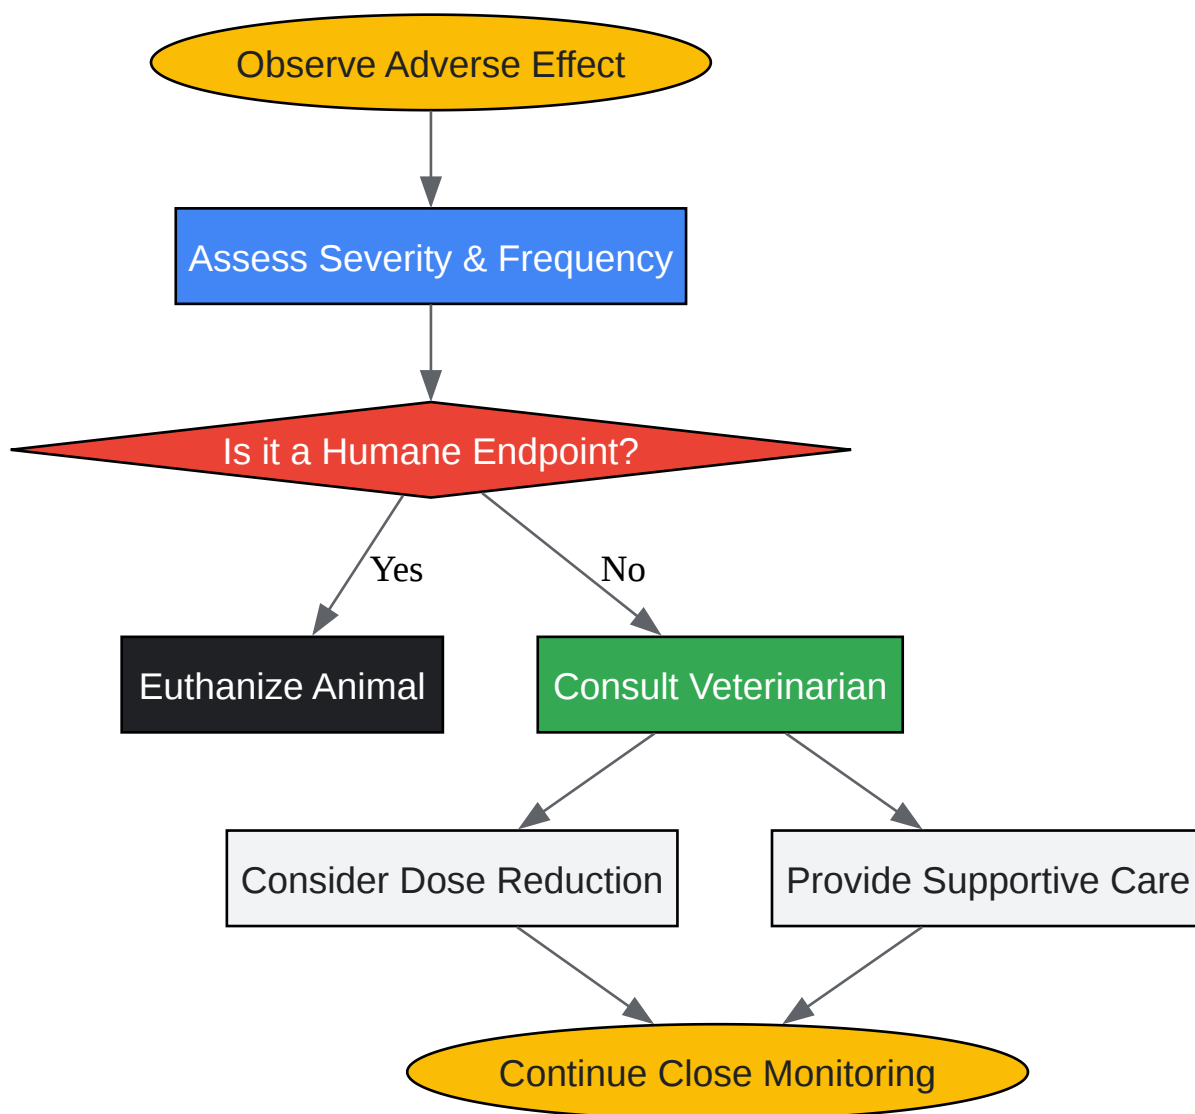 Observe Adverse Effect
Assess Severity & Frequency
Is it a Humane Endpoint?
Yes
No
Euthanize Animal
Consult Veterinarian
Consider Dose Reduction
Provide Supportive Care
Continue Close Monitoring